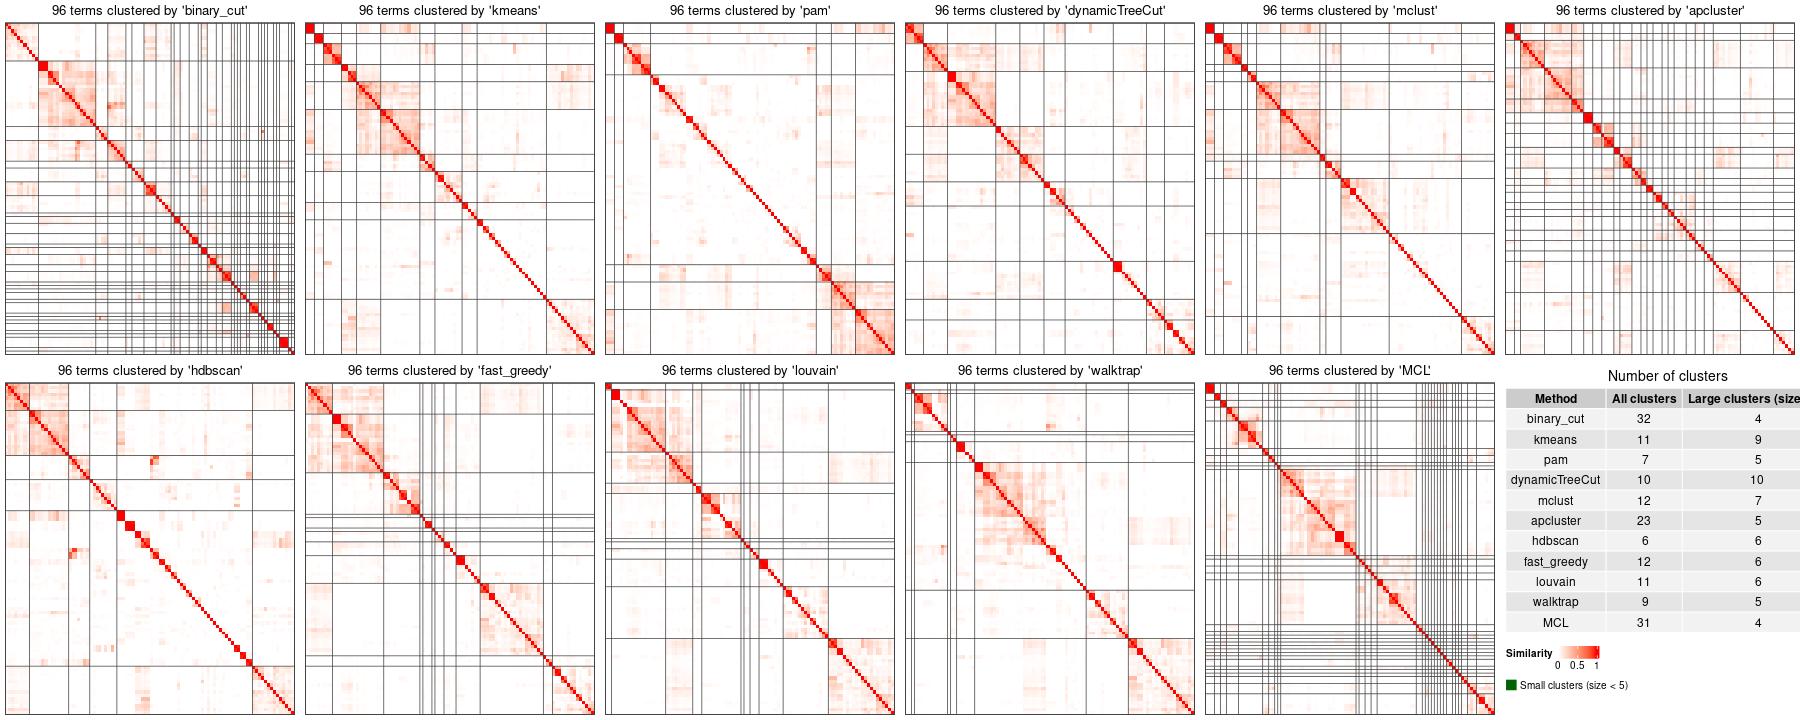 96 terms clustered by 'binary_cut'
96 terms clustered by 'kmeans'
96 terms clustered by 'pam'
96 terms clustered by 'dynamicTreeCut'
96 terms clustered by 'mclust'
96 terms clustered by 'apcluster'
96 terms clustered by 'hdbscan'
96 terms clustered by 'fast_greedy'
96 terms clustered by 'louvain'
96 terms clustered by 'walktrap'
96 terms clustered by 'MCL'
Number of clusters
Method All clusters Large clusters (size
binary_cut 32 4
kmeans 11 9
pam 7 5
dynamicTreeCut 10 10
mclust 12 7
apcluster 23 5
hdbscan 6 6
fast_greedy 12 6
louvain 11 6
walktrap 9 5
MCL 31 4
Similarity
0 0.5 1
Small clusters (size < 5)